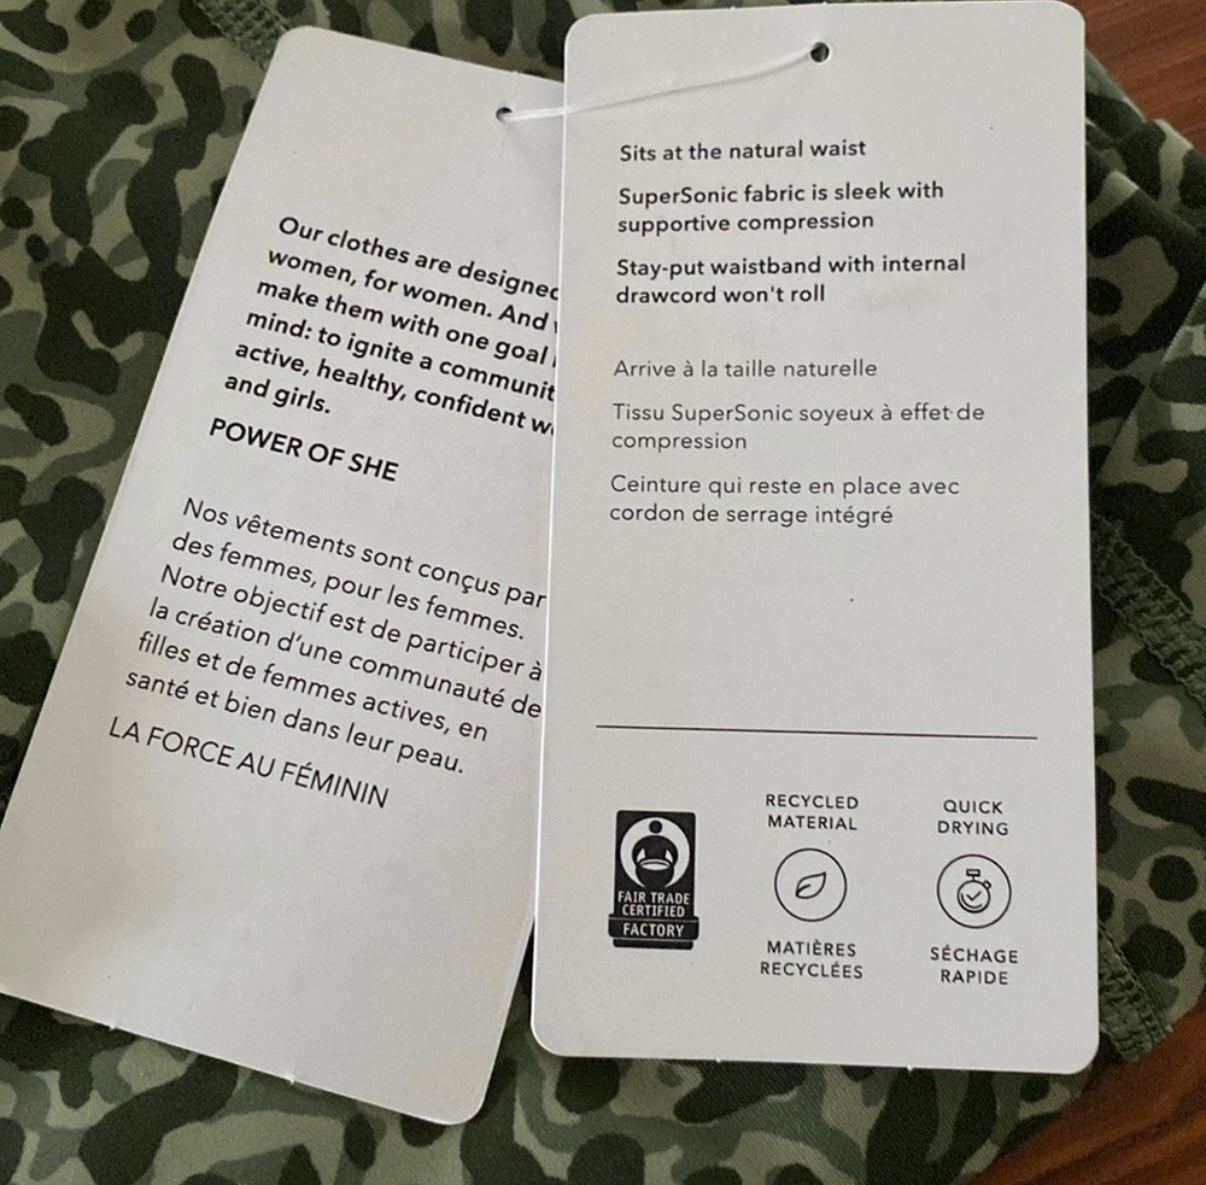 Our clothes are designed
women, for women. And
make them with one goal
mind: to ignite a communit
active, healthy, confident
and girls.
POWER OF SHE
Nos vêtements sont conçus par
des femmes, pour les femmes.
Notre objectif est de participer à
la création d'une communauté de
filles et de femmes actives, en
santé et bien dans leur peau.
LA FORCE AU FÉMININ
Sits at the natural waist
SuperSonic fabric is sleek with
supportive compression
Stay-put waistband with internal
drawcord won't roll
Arrive à la taille naturelle
Tissu SuperSonic soyeux à effet de
compression
Ceinture qui reste en place avec
cordon de serrage intégré
FAIR TRADE
CERTIFIED
FACTORY
RECYCLED
MATERIAL
MATIÈRES
RECYCLÉES
QUICK
DRYING
SÉCHAGE
RAPIDE